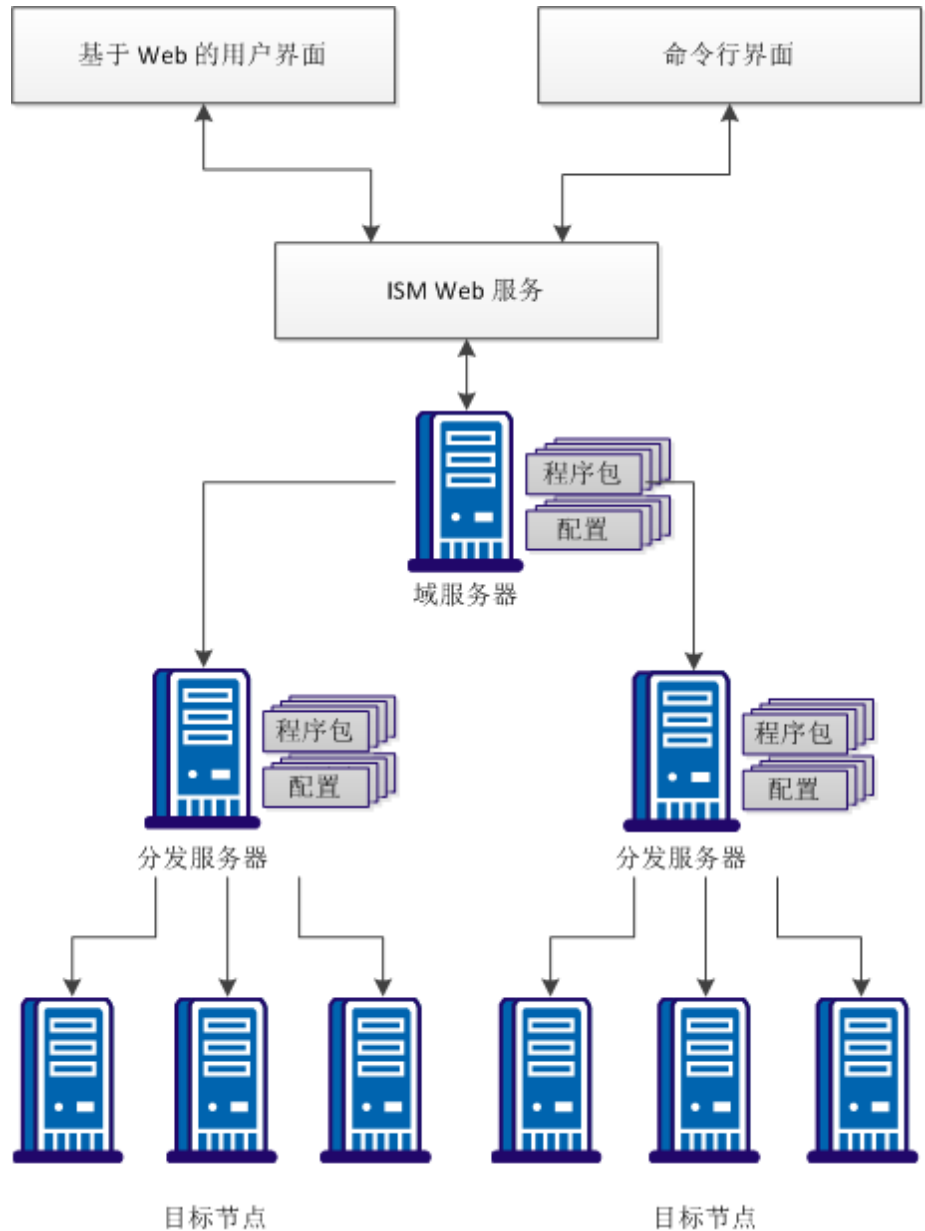 基于 Web 的用户界面
命令行界面
ISM Web 服务
程序包
配置
域服务器
程序包
配置
程序包
配置
分发服务器
分发服务器
目标节点
目标节点